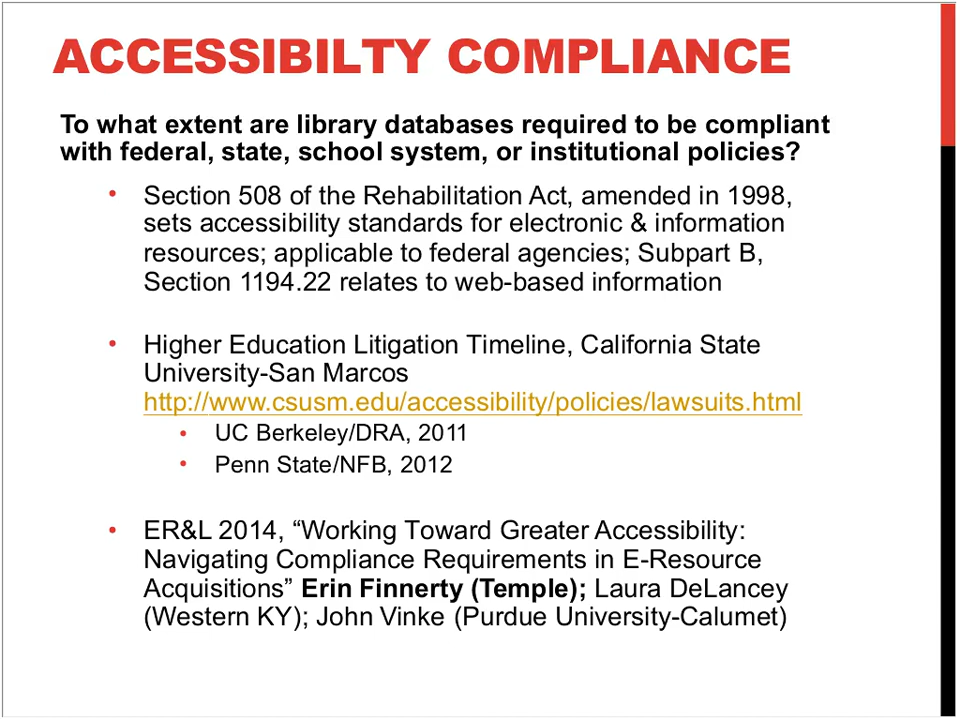 ACCESSIBILTY COMPLIANCE
To what extent are library databases required to be compliant
with federal, state, school system, or institutional policies?
• Section 508 of the Rehabilitation Act, amended in 1998,
sets accessibility standards for electronic & information
resources; applicable to federal agencies; Subpart B,
Section 1194.22 relates to web-based information
• Higher Education Litigation Timeline, California State
University-San Marcos
http://www.csusm.edu/accessibility/policies/lawsuits.html
• UC Berkeley/DRA, 2011
• Penn State/NFB, 2012
• ER&L 2014, “Working Toward Greater Accessibility:
Navigating Compliance Requirements in E-Resource
Acquisitions” Erin Finnerty (Temple); Laura DeLancey
(Western KY); John Vinke (Purdue University-Calumet)